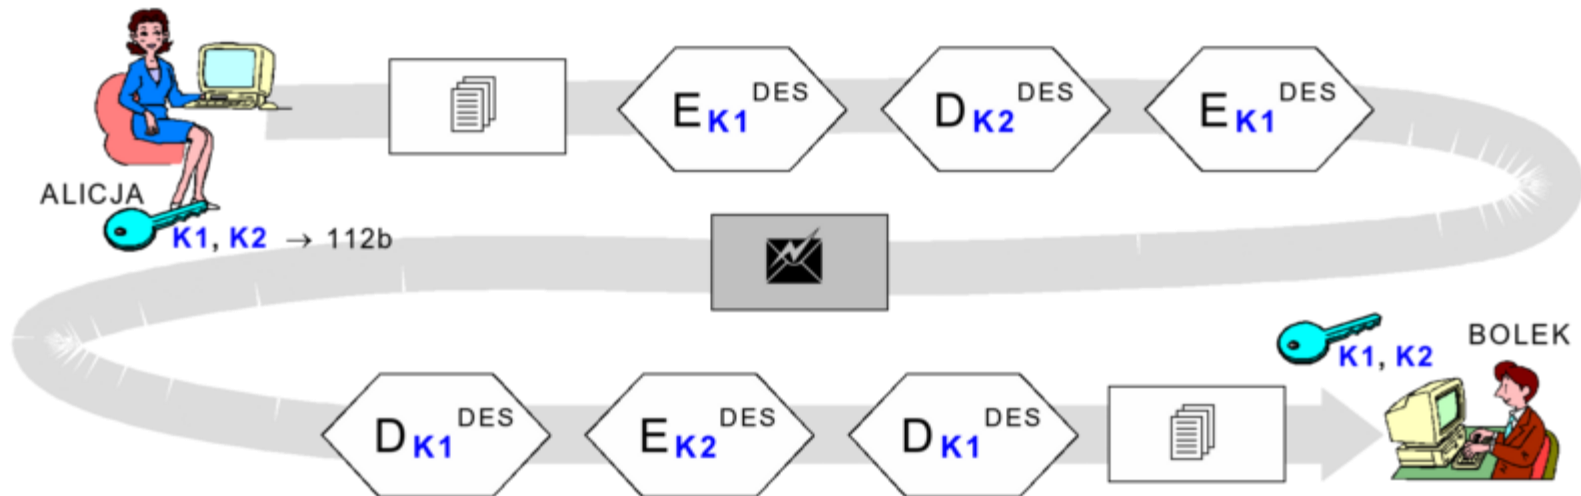 E K1 DES
D K2 DES
E K1 DES
ALICJA
K1, K2 → 112b
BOLEK
K1, K2
D K1 DES
E K2 DES
D K1 DES